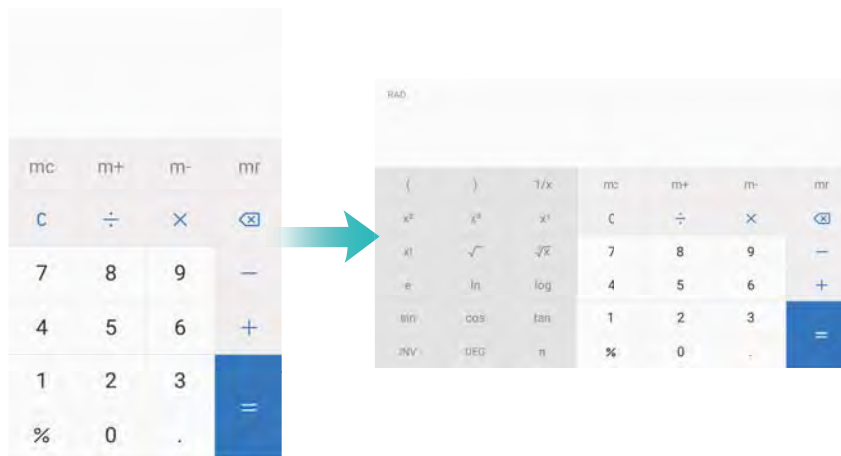 mc m+ m- mr
C ÷ × ⌫
7 8 9 −
4 5 6 +
1 2 3
=
% 0 .
RAD
( ) 1/x mc m+ m- mr
x² x³ C ÷ × ⌫
x! √ 7 8 9 −
e ln log 4 5 6 +
sin cos tan 1 2 3
=
INV DEG π % 0 .